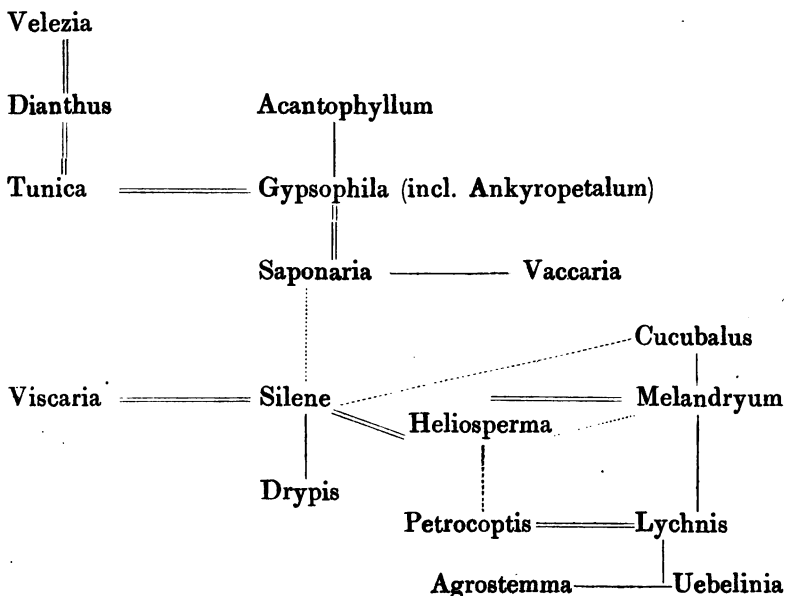 Velezia
Dianthus Acantophyllum
Tunica Gypsophila (incl. Ankyropetalum)
Saponaria Vaccaria
Cucubalus
Viscaria Silene Melandryum
Heliosperma
Drypis
Petrocoptis Lychnis
Agrostemma Uebelinia